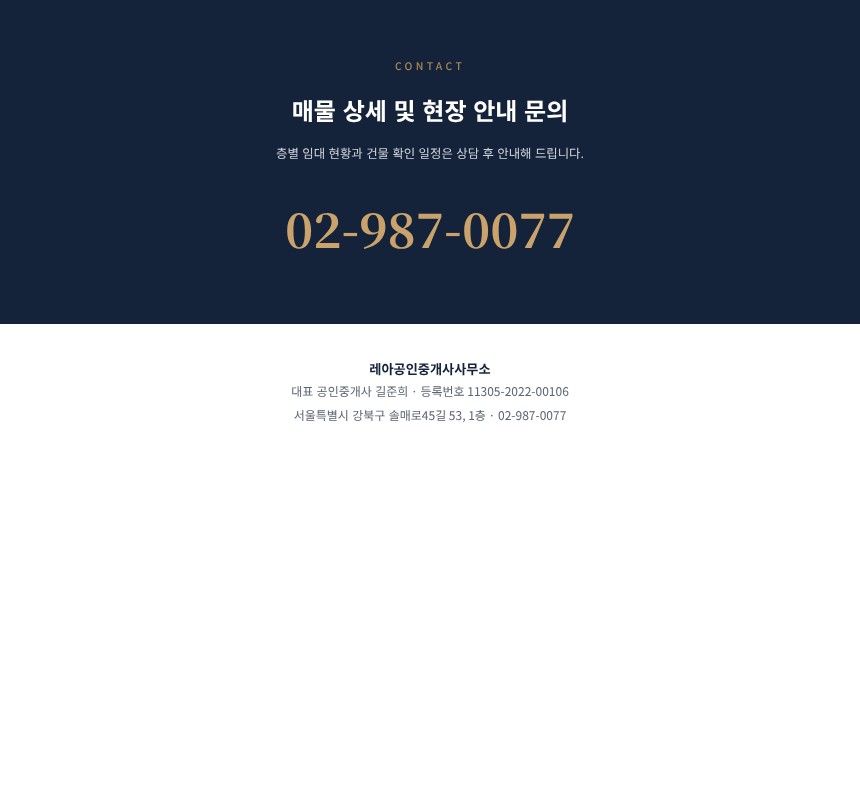 CONTACT
매물 상세 및 현장 안내 문의
층별 임대 현황과 건물 확인 일정은 상담 후 안내해 드립니다.
02-987-0077
레아공인중개사사무소
대표 공인중개사 길준희 · 등록번호 11305-2022-00106
서울특별시 강북구 솔매로45길 53, 1층 · 02-987-0077